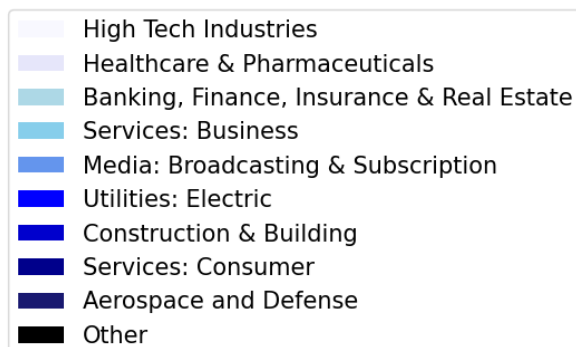 High Tech Industries
Healthcare & Pharmaceuticals
Banking, Finance, Insurance & Real Estate
Services: Business
Media: Broadcasting & Subscription
Utilities: Electric
Construction & Building
Services: Consumer
Aerospace and Defense
Other